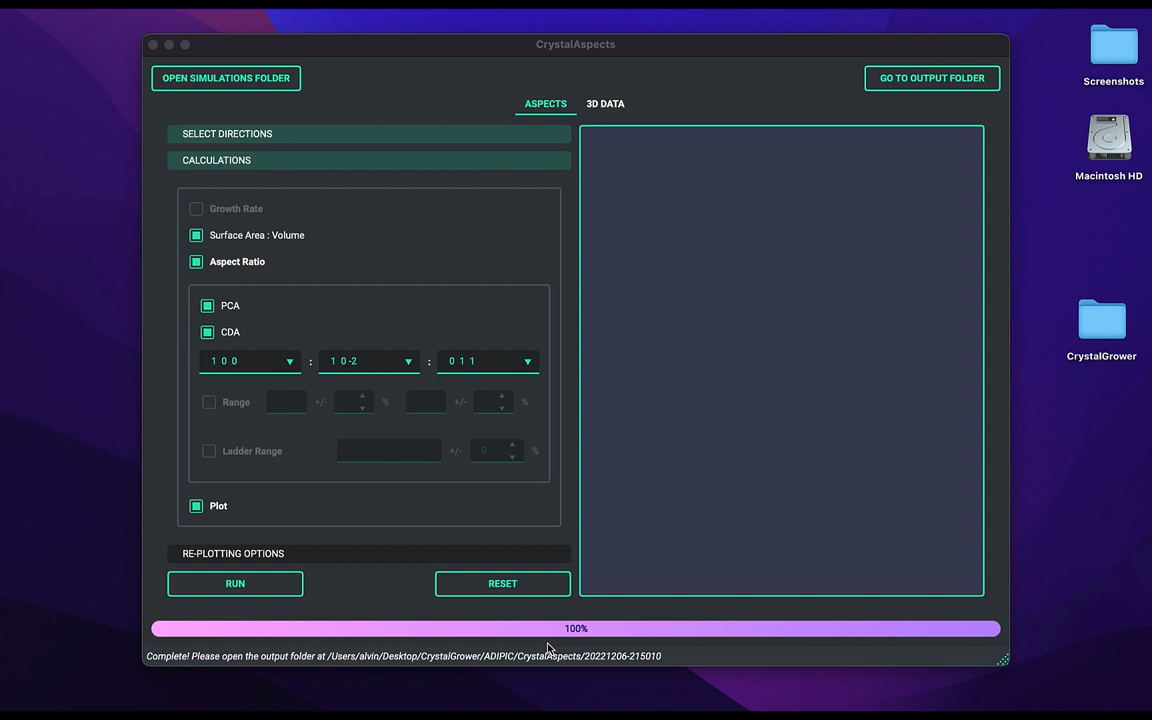 CrystalAspects
OPEN SIMULATIONS FOLDER
GO TO OUTPUT FOLDER
Screenshots
ASPECTS 3D DATA
SELECT DIRECTIONS
CALCULATIONS
Macintosh HD
Growth Rate
Surface Area : Volume
Aspect Ratio
PCA
CDA
1 0 0 : 1 0 -2 : 0 1 1
CrystalGrower
Range +/- % +/- %
Ladder Range +/- 0 %
Plot
RE-PLOTTING OPTIONS
RUN RESET
100%
Complete! Please open the output folder at /Users/alvin/Desktop/CrystalGrower/ADIPIC/CrystalAspects/20221206-215010